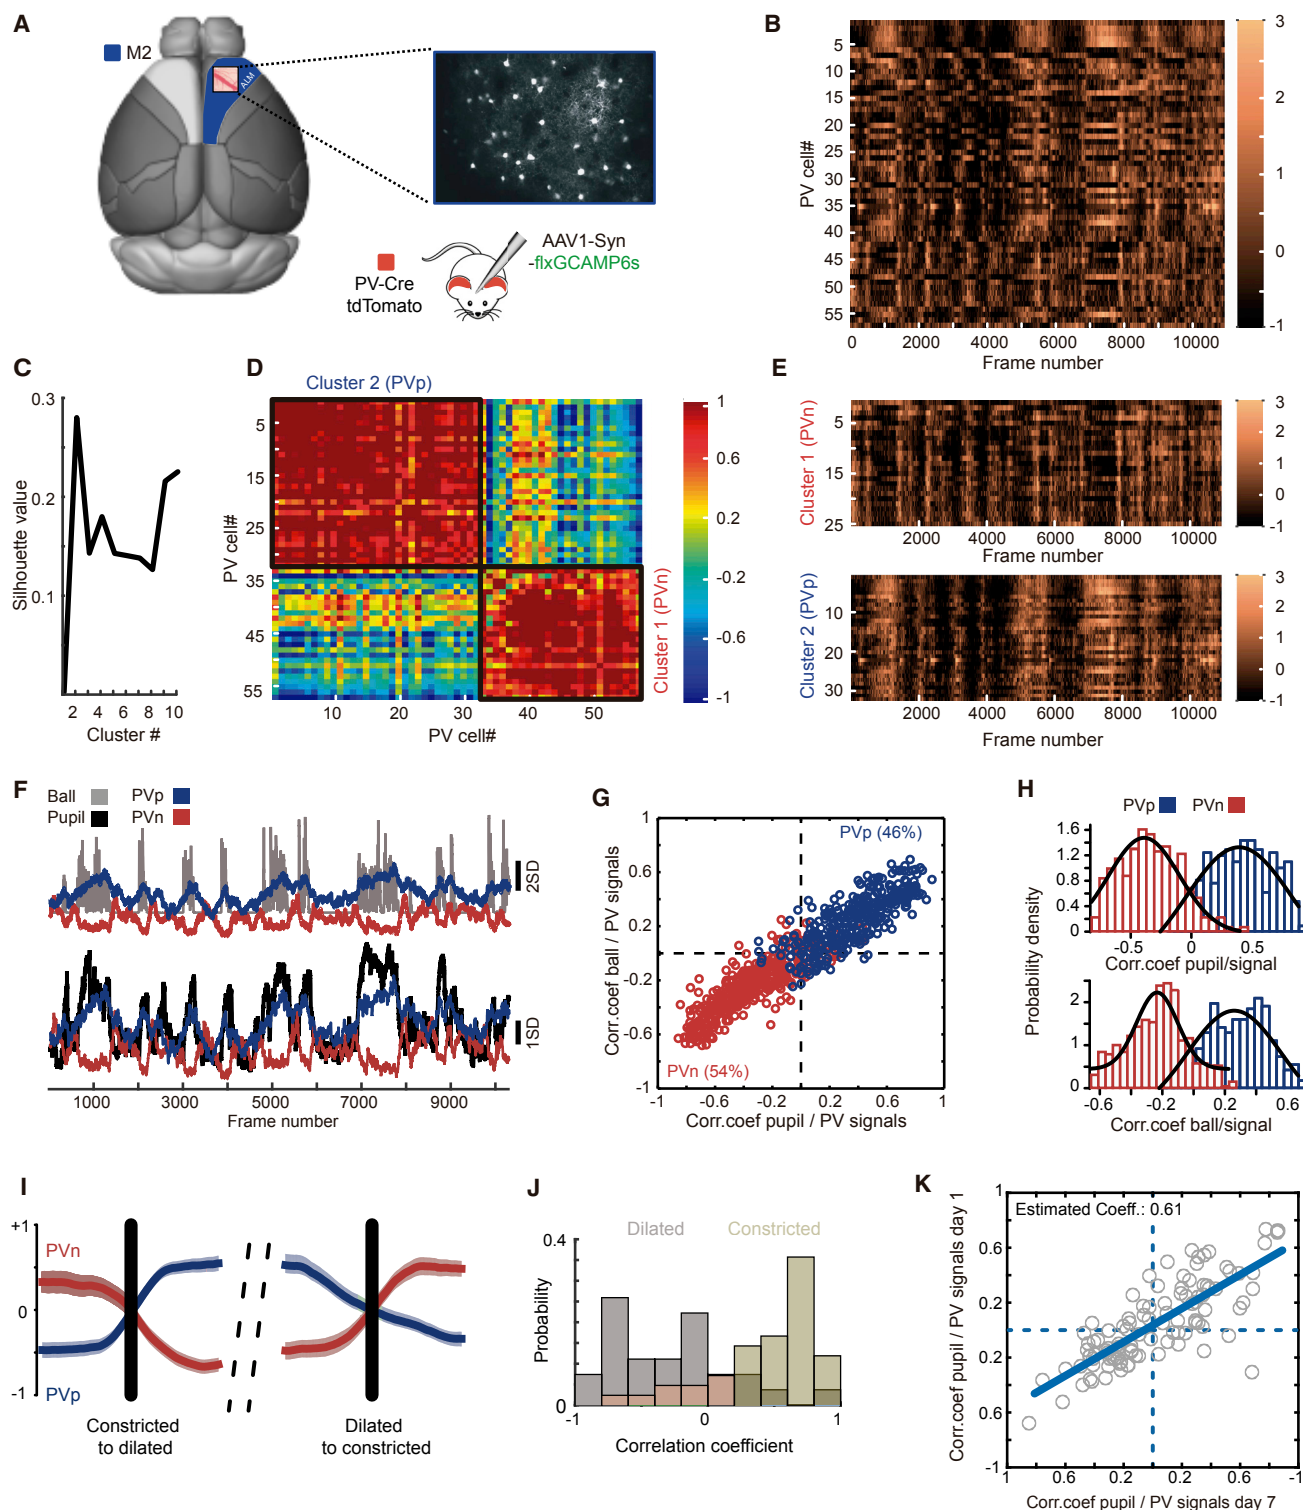 A
M2
ALM
PV-Cre
tdTomato
AAV1-Syn
-flxGCAMP6s
B
PV cell#
5
10
15
20
25
30
35
40
45
50
55
0 2000 4000 6000 8000 10000
Frame number
3
2
1
0
-1
C
Silhouette value
0.3
0.2
0.1
2 4 6 8 10
Cluster #
D
Cluster 2 (PVp)
PV cell#
5
15
25
35
45
55
10 20 30 50
PV cell#
Cluster 1 (PVn)
1
0.6
0.2
-0.2
-0.6
-1
E
Cluster 1 (PVn)
5
15
25
2000 4000 6000 8000 10000
Frame number
3
2
1
0
-1
Cluster 2 (PVp)
10
20
30
2000 4000 6000 8000 10000
Frame number
3
2
1
0
-1
F
Ball PVp
Pupil PVn
2SD
1SD
1000 3000 5000 7000 9000
Frame number
G
Corr.coef ball / PV signals
1
0.6
0.2
-0.2
-0.6
-1
PVp (46%)
PVn (54%)
-1 -0.6 -0.2 0.2 0.6 1
Corr.coef pupil / PV signals
H
PVp PVn
Probability density
1.6
1.2
0.8
0.4
0
-0.5 0 0.5
Corr.coef pupil/signal
2
1
0
-0.6 -0.2 0.2 0.6
Corr.coef ball/signal
I
+1
0
-1
PVn
PVp
Constricted
to dilated
Dilated
to constricted
J
Dilated Constricted
Probability
0.4
0
-1 0 1
Correlation coefficient
K
Estimated Coeff.: 0.61
Corr.coef pupil / PV signals day 1
1
0.6
0.2
0.2
0.6
-1
1 0.6 0.2 0.2 0.6 -1
Corr.coef pupil / PV signals day 7